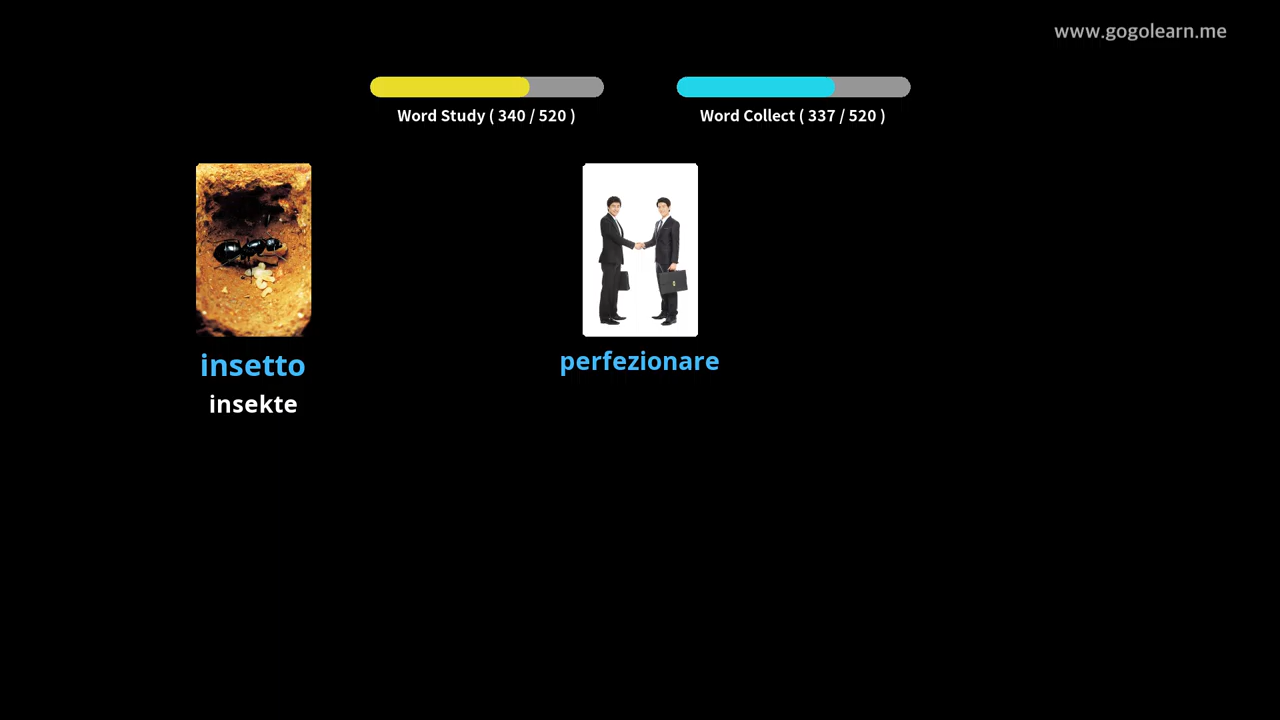 www.gogolearn.me
Word Study ( 340 / 520 )
Word Collect ( 337 / 520 )
insetto
insekte
perfezionare